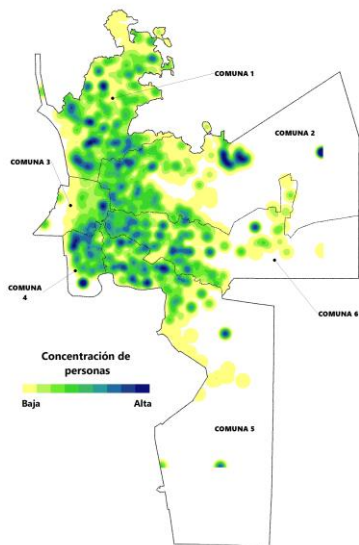 COMUNA 1
COMUNA 2
COMUNA 3
COMUNA
4
COMUNA 6
Concentración de
personas
Baja Alta
COMUNA 5